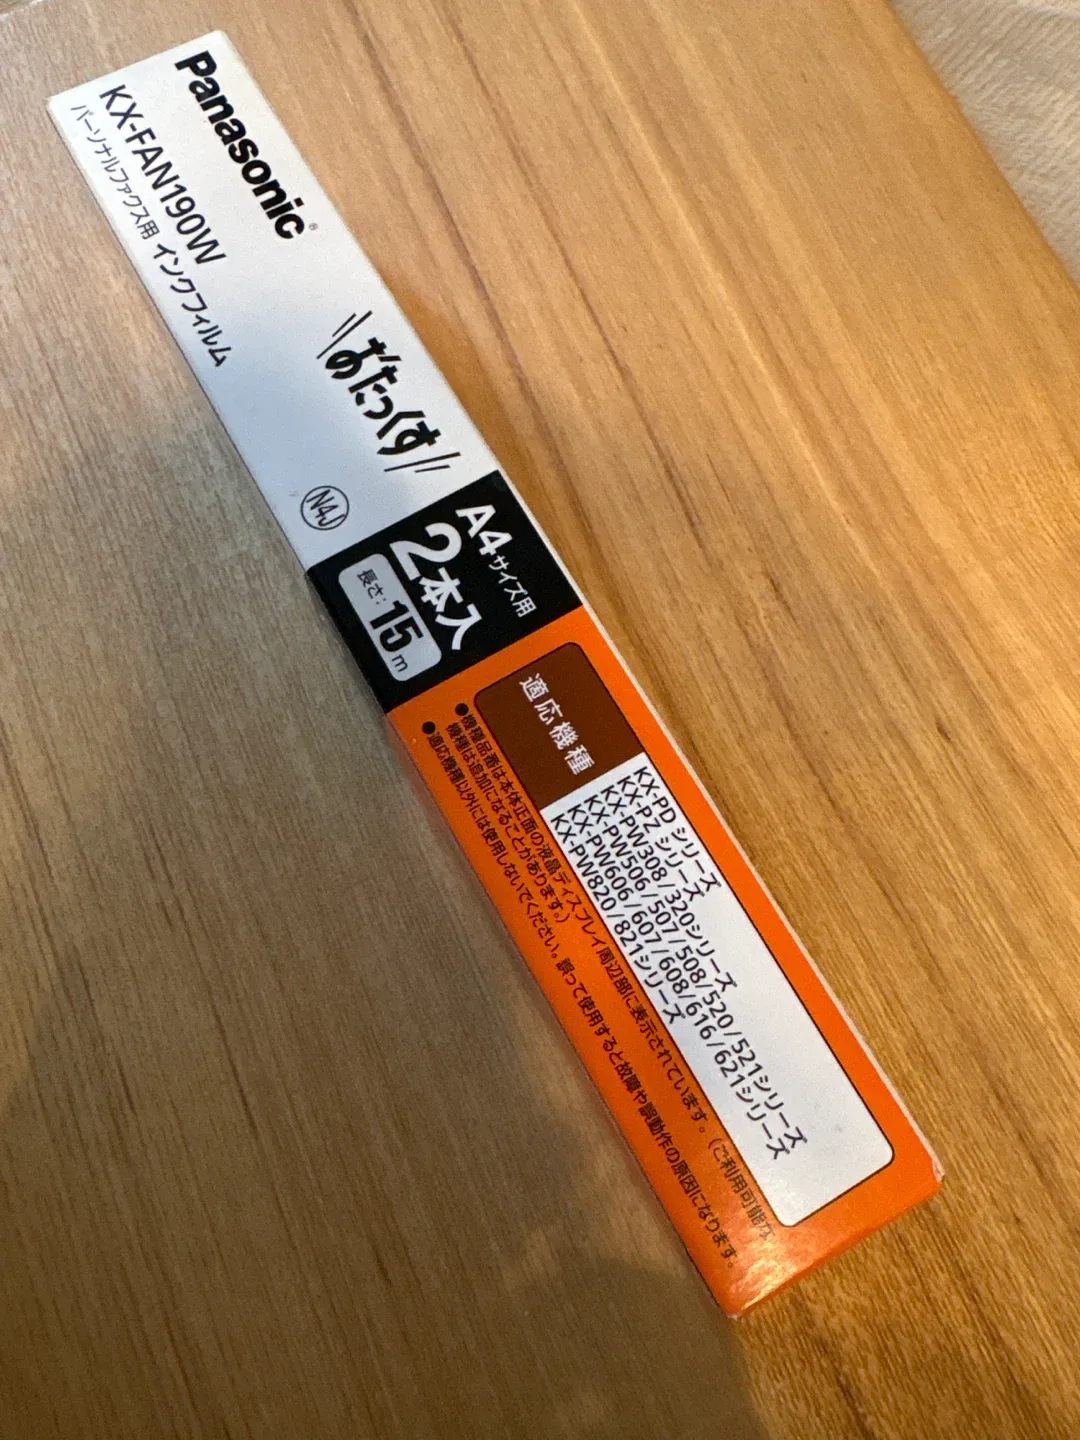 Panasonic®
KX-FAN190W
パーソナルファクス用 インクフィルム
おたっくす
N4J
A4サイズ用
2本入
長さ:15m
適応機種
KX-PD シリーズ
KX-PZ シリーズ
KX-PW308/320シリーズ
KX-PW506/507/508/520/521シリーズ
KX-PW606/607/608/616/621シリーズ
KX-PW820/821シリーズ
●機種品番は本体正面の液晶ディスプレイ周辺部に表示されています。(ご利用可能な
機種は追加になることがあります。)
●適応機種以外には使用しないでください。誤って使用すると故障や誤動作の原因になります。